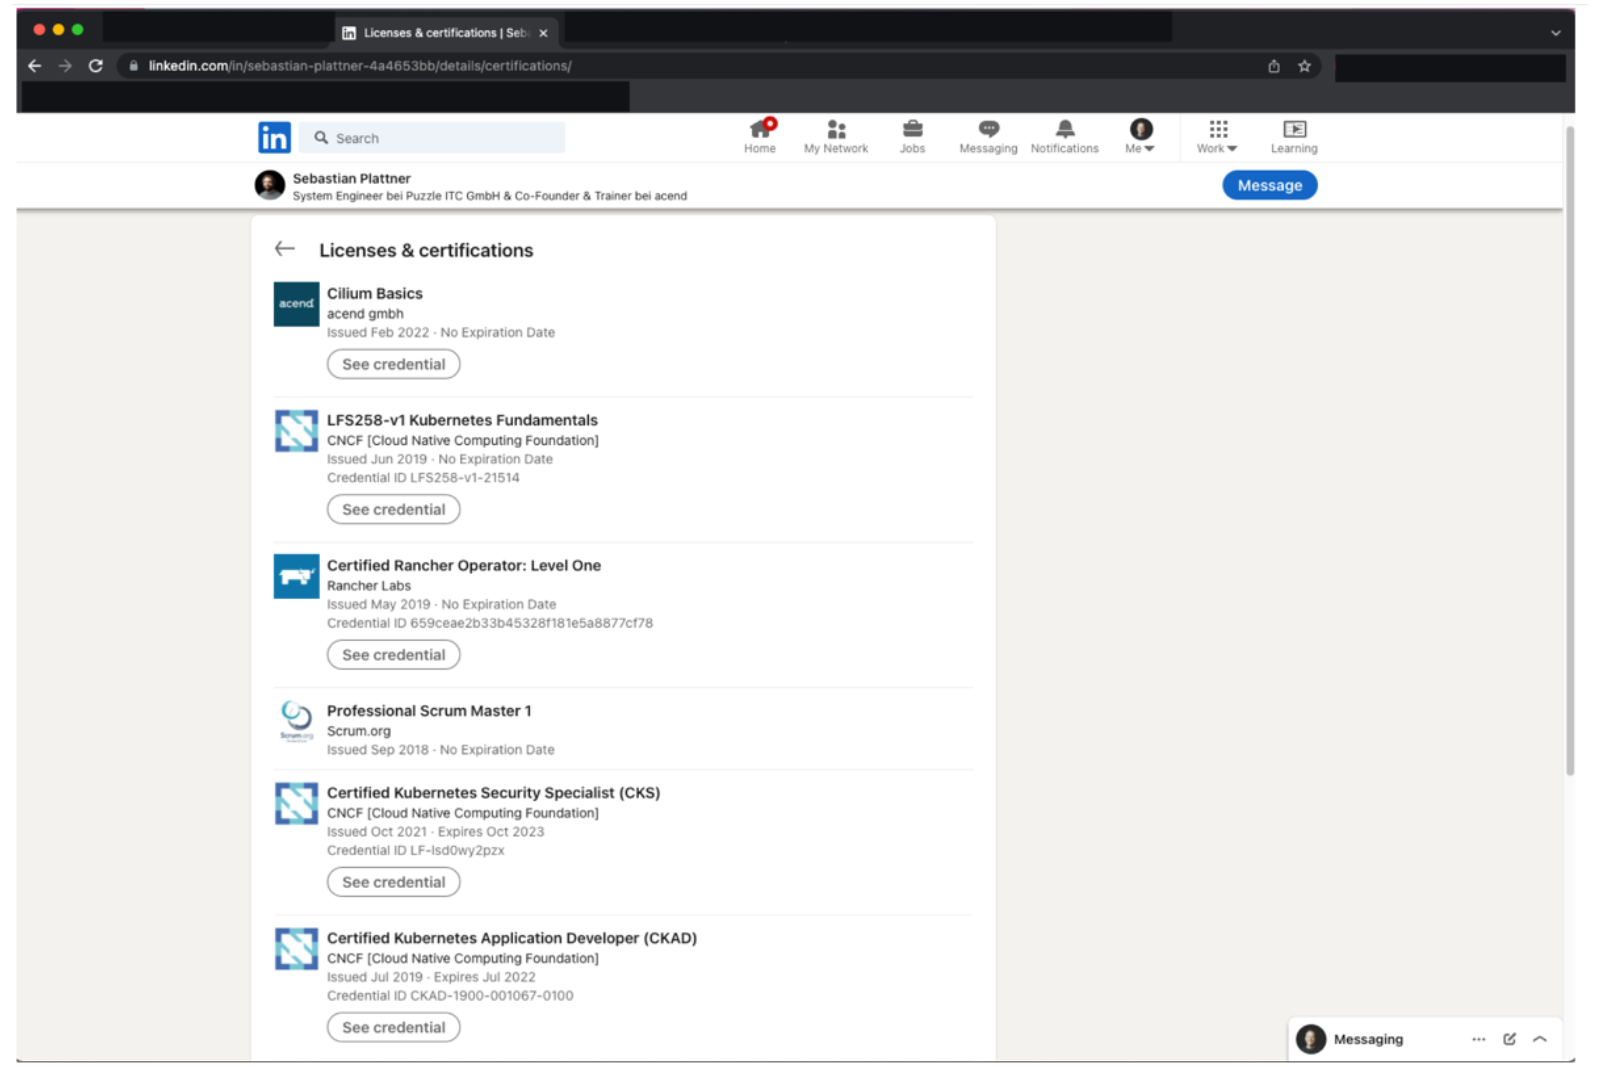 Licenses & certifications | Seb
linkedin.com/in/sebastian-plattner-4a4653bb/details/certifications/
in
Search
Home
My Network
Jobs
Messaging
Notifications
Me
Work
Learning
Sebastian Plattner
System Engineer bei Puzzle ITC GmbH & Co-Founder & Trainer bei acend
Message
Licenses & certifications
acend
Cilium Basics
acend gmbh
Issued Feb 2022 · No Expiration Date
See credential
LFS258-v1 Kubernetes Fundamentals
CNCF [Cloud Native Computing Foundation]
Issued Jun 2019 · No Expiration Date
Credential ID LFS258-v1-21514
See credential
Certified Rancher Operator: Level One
Rancher Labs
Issued May 2019 · No Expiration Date
Credential ID 659ceae2b33b45328f181e5a8877cf78
See credential
Scrum.org
Professional Scrum Master 1
Scrum.org
Issued Sep 2018 · No Expiration Date
Certified Kubernetes Security Specialist (CKS)
CNCF [Cloud Native Computing Foundation]
Issued Oct 2021 · Expires Oct 2023
Credential ID LF-lsd0wy2pzx
See credential
Certified Kubernetes Application Developer (CKAD)
CNCF [Cloud Native Computing Foundation]
Issued Jul 2019 · Expires Jul 2022
Credential ID CKAD-1900-001067-0100
See credential
Messaging